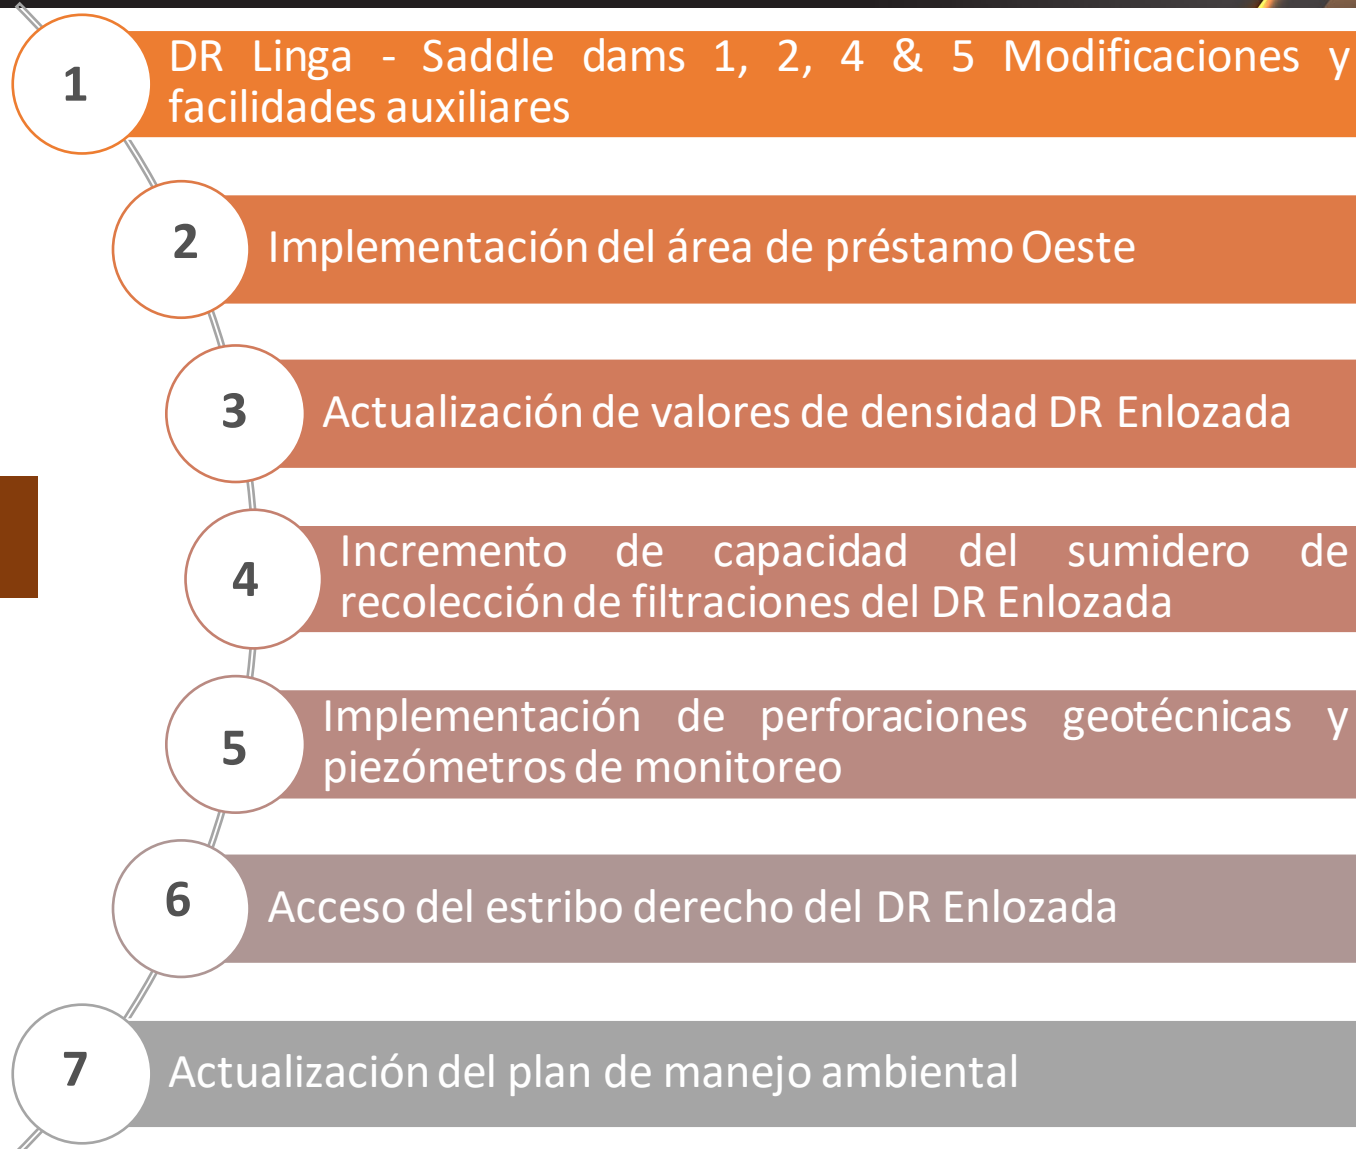 1
DR Linga - Saddle dams 1, 2, 4 & 5 Modificaciones y
facilidades auxiliares
2
Implementación del área de préstamo Oeste
3
Actualización de valores de densidad DR Enlozada
4
Incremento de capacidad del sumidero de
recolección de filtraciones del DR Enlozada
5
Implementación de perforaciones geotécnicas y
piezómetros de monitoreo
6
Acceso del estribo derecho del DR Enlozada
7
Actualización del plan de manejo ambiental